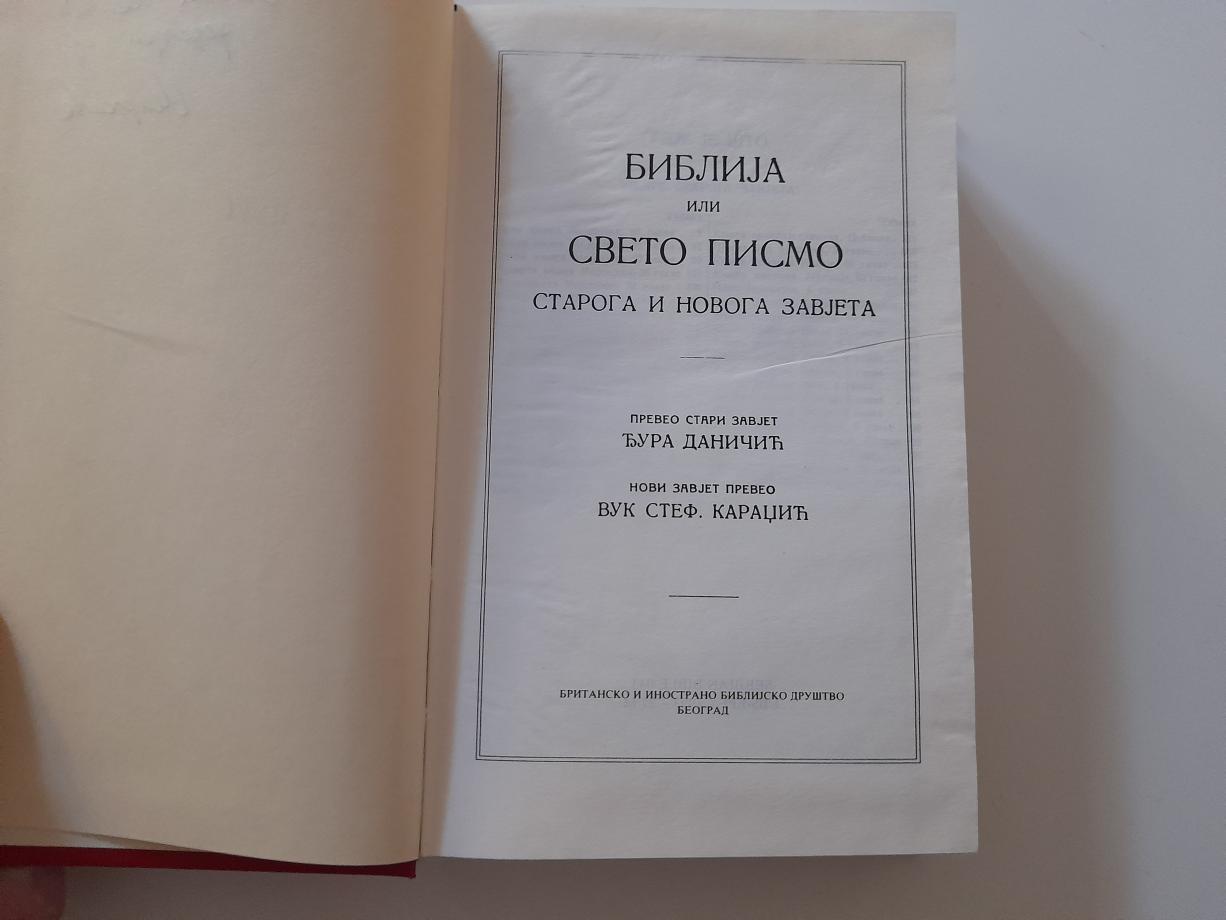 БИБЛИЈА
ИЛИ
СВЕТО ПИСМО
СТАРОГА И НОВОГА ЗАВЈЕТА
ПРЕВЕО СТАРИ ЗАВЈЕТ
ЂУРА ДАНИЧИЋ
НОВИ ЗАВЈЕТ ПРЕВЕО
ВУК СТЕФ. КАРАЏИЋ
БРИТАНСКО И ИНОСТРАНО БИБЛИЈСКО ДРУШТВО
БЕОГРАД